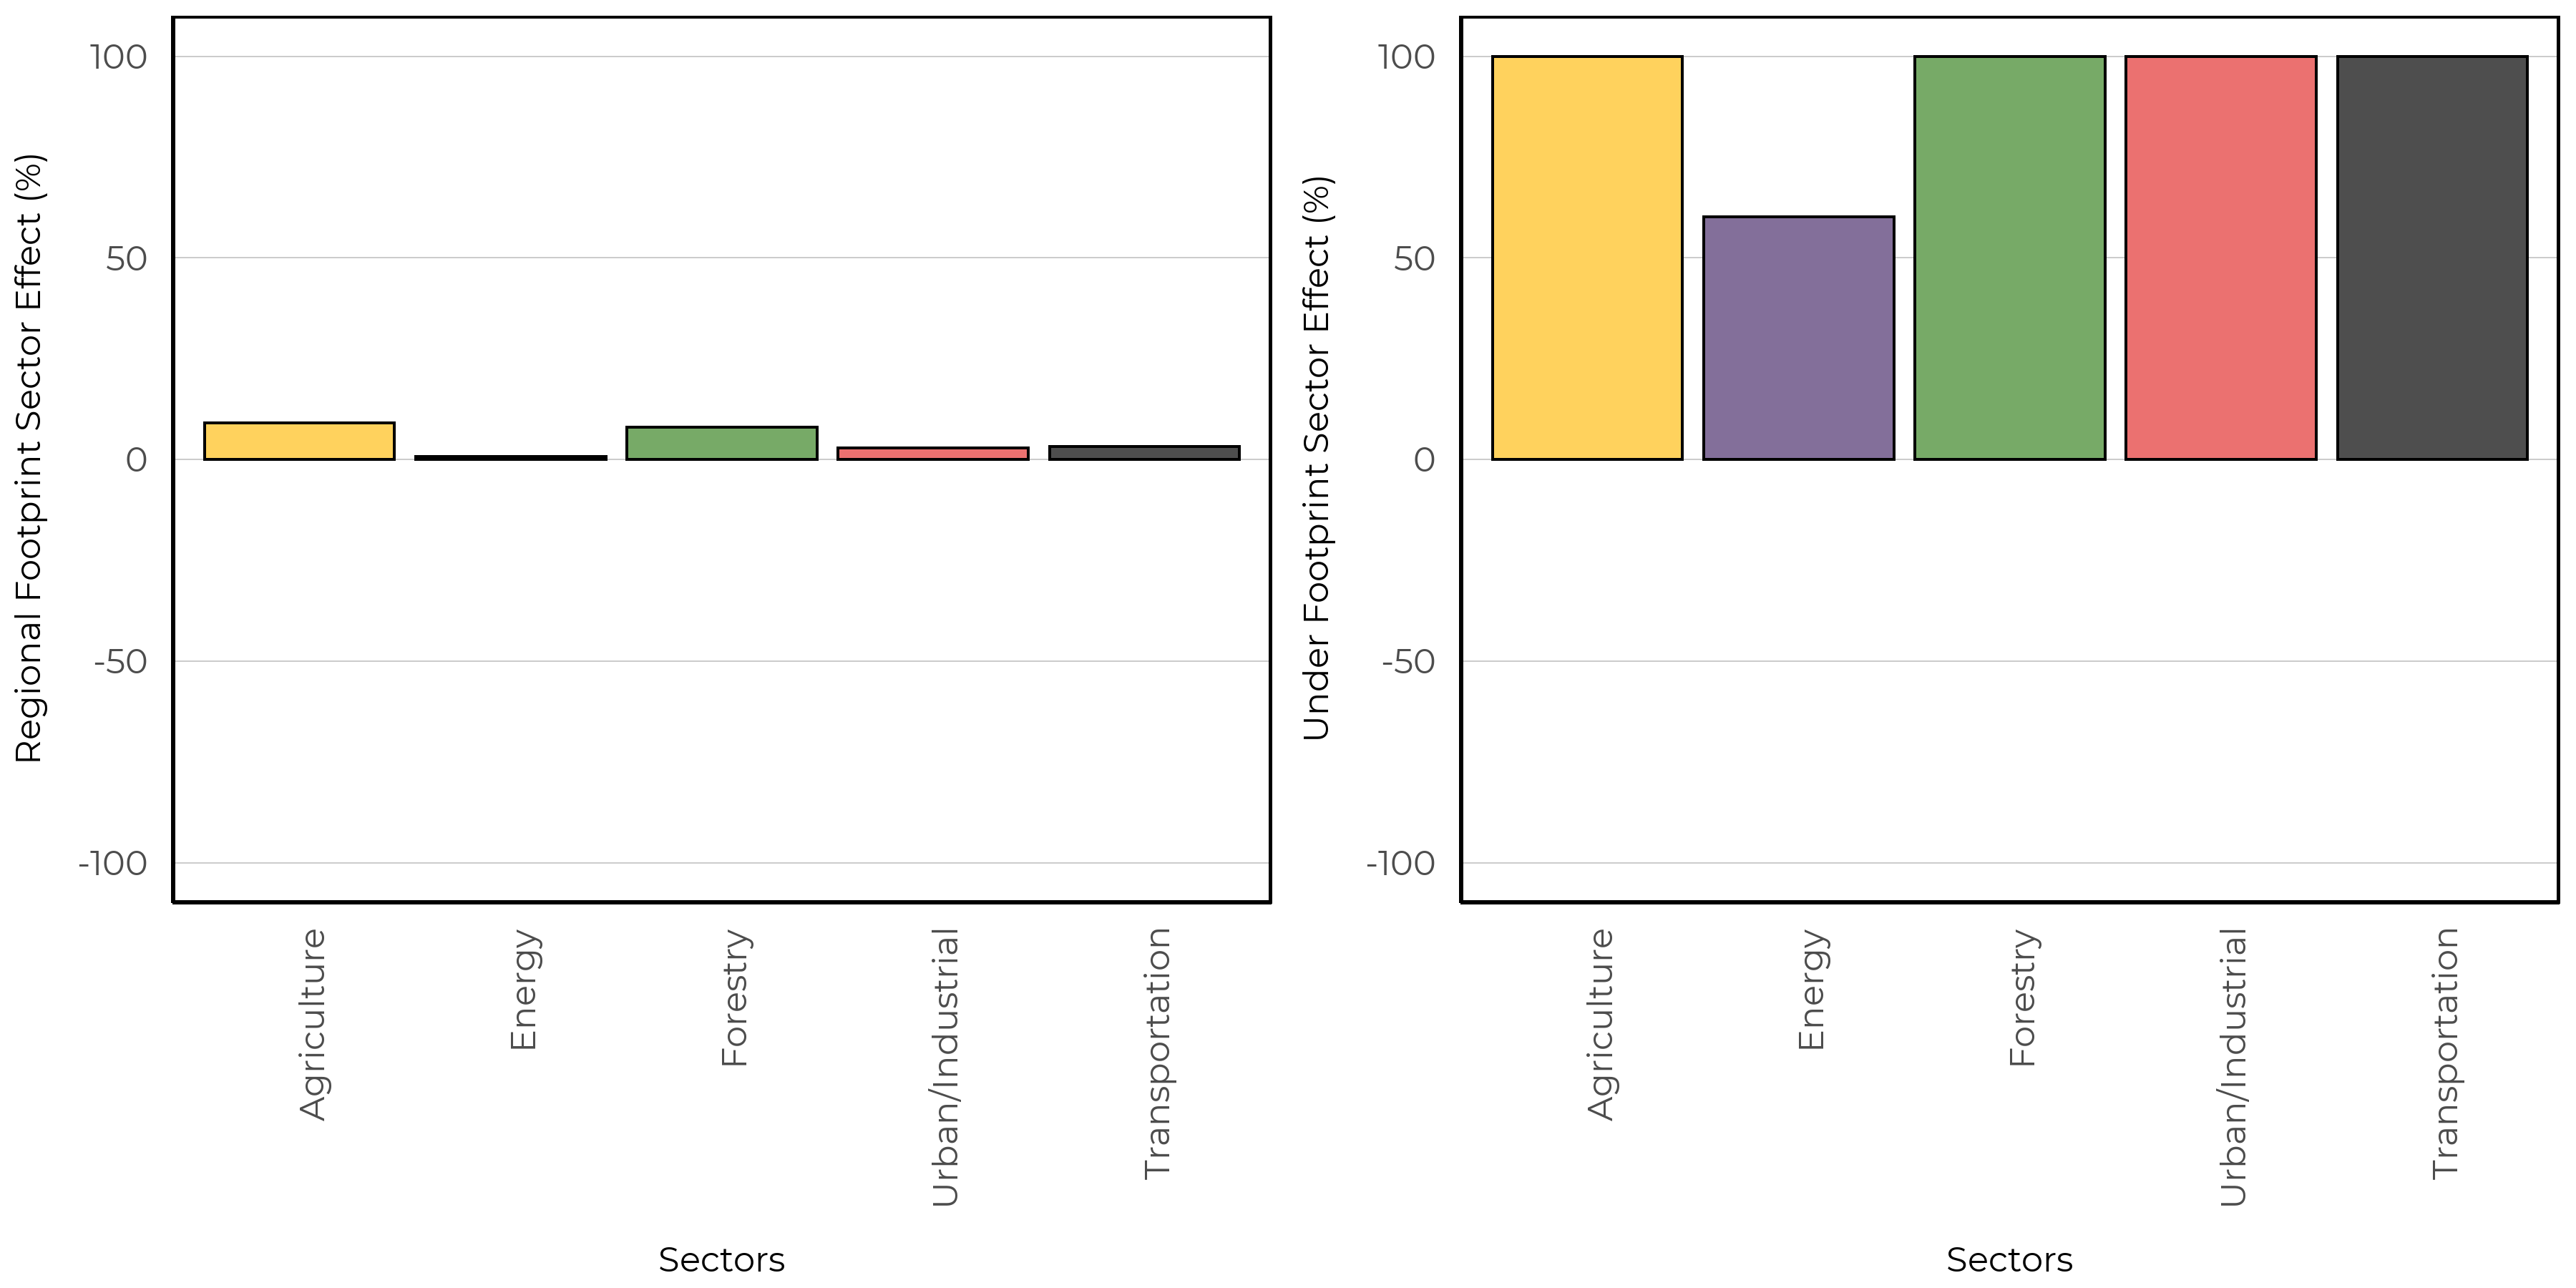 Regional Footprint Sector Effect (%)
100
50
0
-50
-100
Agriculture
Energy
Forestry
Urban/Industrial
Transportation
Sectors
Under Footprint Sector Effect (%)
100
50
0
-50
-100
Agriculture
Energy
Forestry
Urban/Industrial
Transportation
Sectors